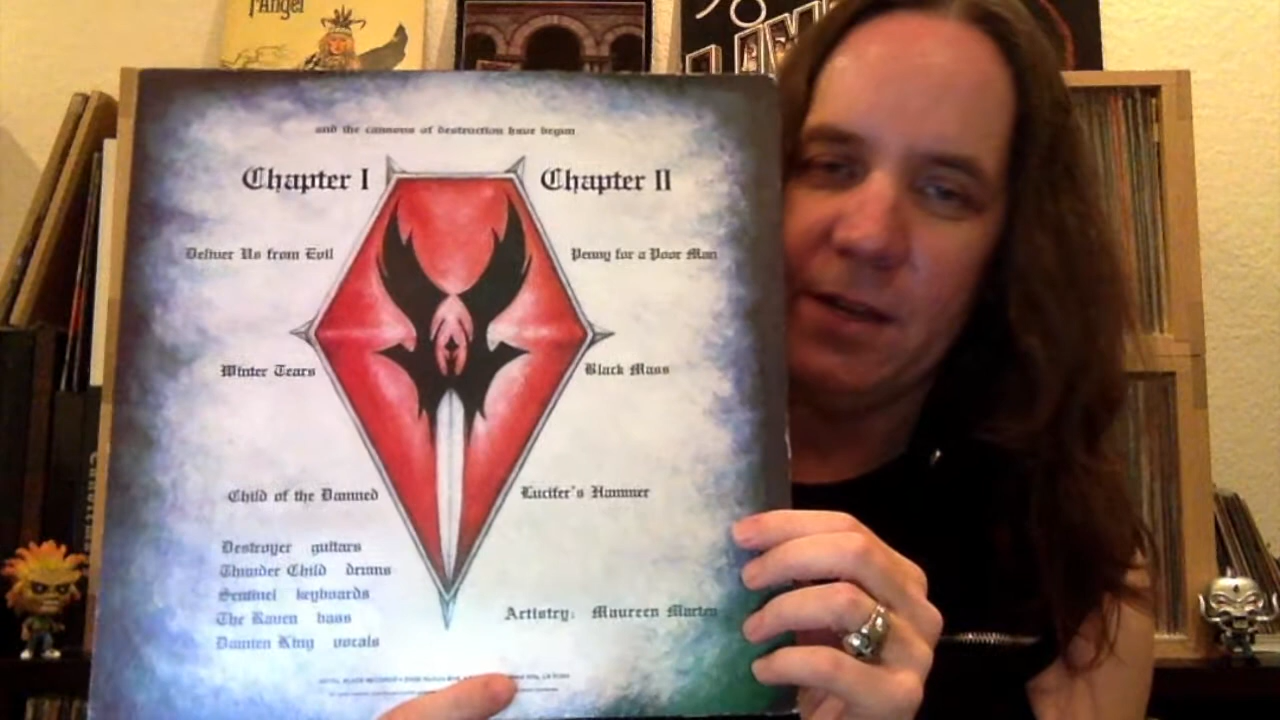 l'Angel
and the cannons of destruction have begun
Chapter I
Chapter II
Deliver Us from Evil
Penny for a Poor Man
Winter Tears
Black Mass
Child of the Damned
Lucifer's Hammer
Destroyer guitars
Thunder Child drums
Sentinel keyboards
The Raven bass
Damien King vocals
Artistry: Maureen Marten